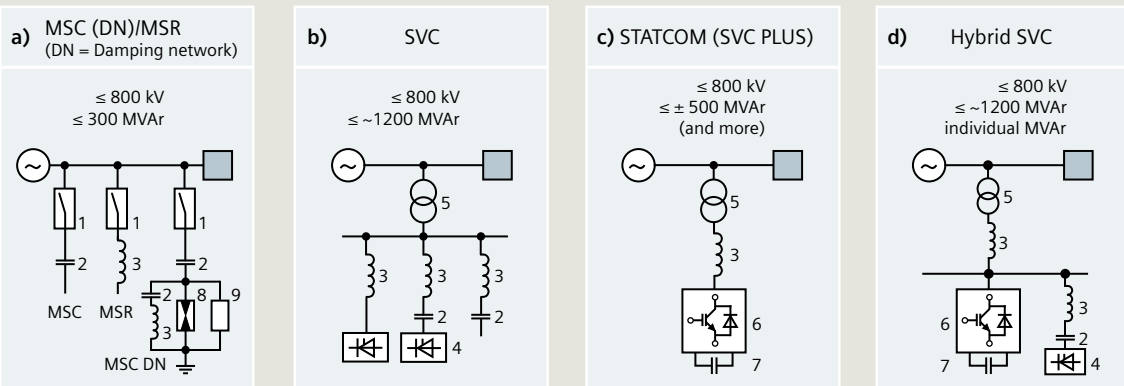 a) MSC (DN)/MSR
(DN = Damping network)
≤ 800 kV
≤ 300 MVAr
~
1
1
1
2
3
2
MSC
MSR
2
8
9
3
MSC DN
b) SVC
≤ 800 kV
≤ ~1200 MVAr
~
5
3
3
3
2
2
4
c) STATCOM (SVC PLUS)
≤ 800 kV
≤ ± 500 MVAr
(and more)
~
5
3
6
7
d) Hybrid SVC
≤ 800 kV
≤ ~1200 MVAr
individual MVAr
~
5
3
3
6
2
7
4